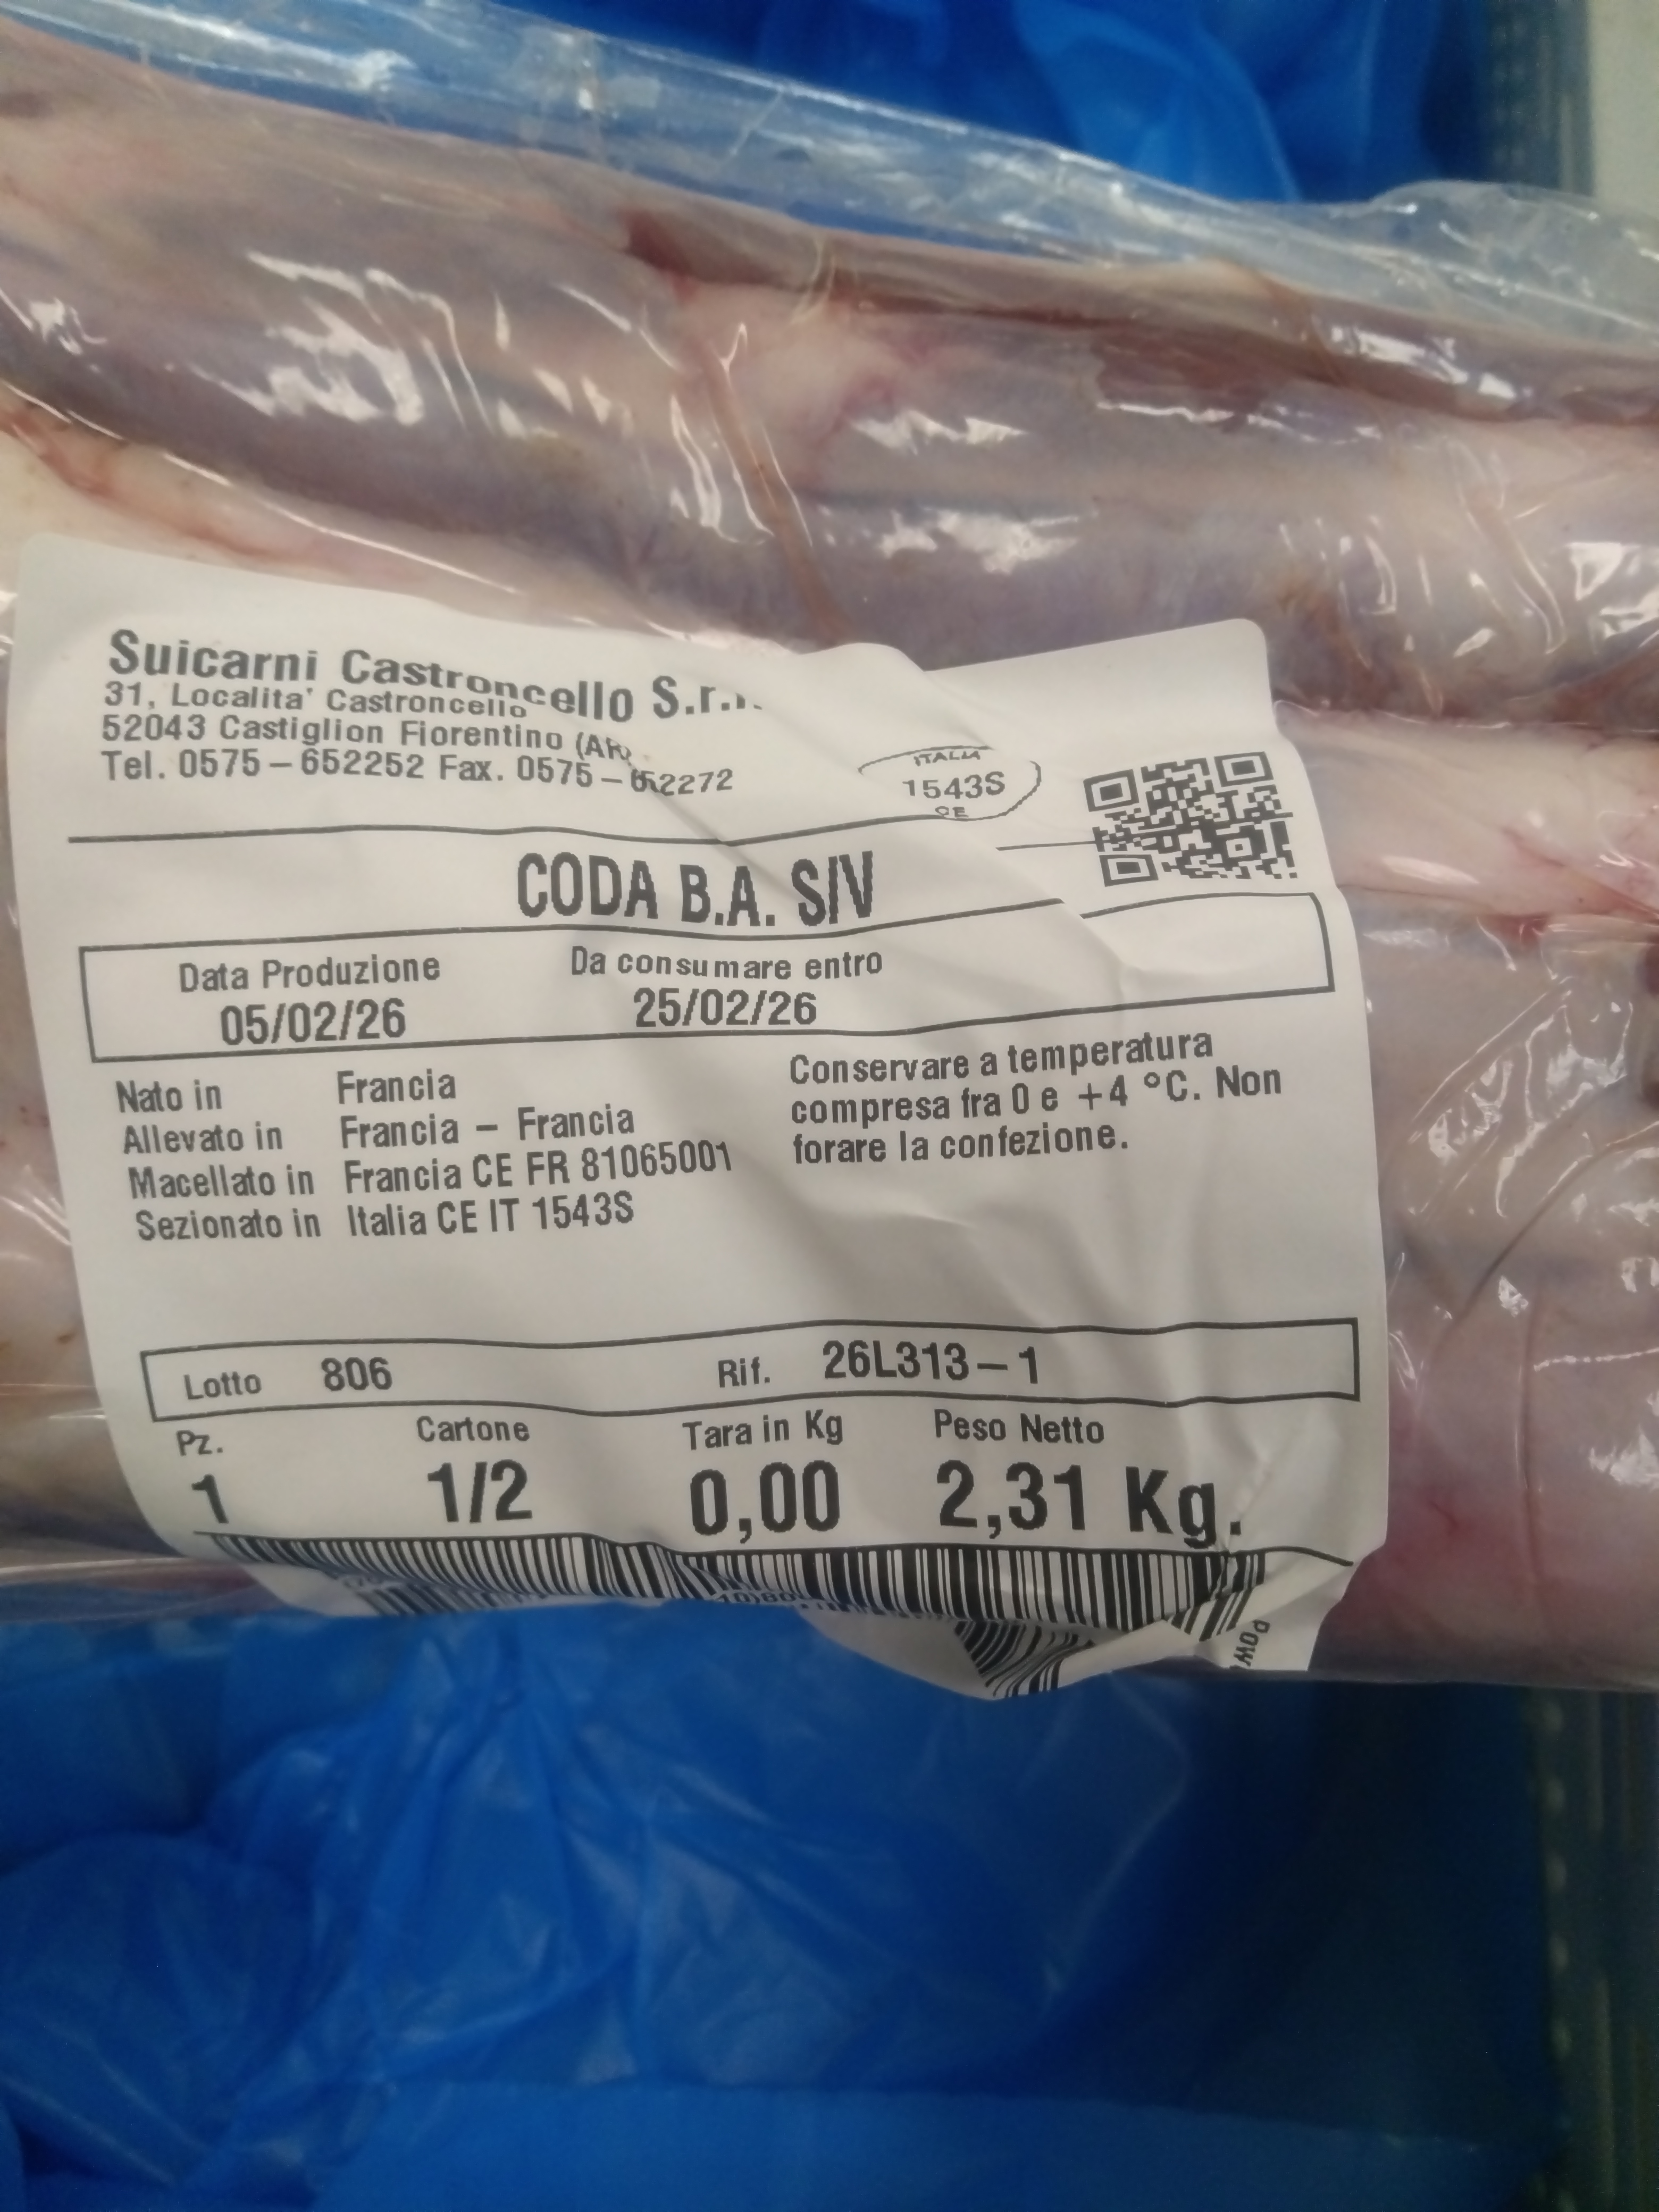 Suicarni Castroncello S.r.l.
31, Localita' Castroncello
52043 Castiglion Fiorentino (AR)
Tel. 0575-652252 Fax. 0575-652272
ITALIA
1543S
CE
CODA B.A. S/V
Data Produzione Da consumare entro
05/02/26 25/02/26
Nato in Francia
Allevato in Francia - Francia
Macellato in Francia CE FR 81065001
Sezionato in Italia CE IT 1543S
Conservare a temperatura
compresa fra 0 e +4 °C. Non
forare la confezione.
Lotto 806 Rif. 26L313-1
Pz. Cartone Tara in Kg Peso Netto
1 1/2 0,00 2,31 Kg.